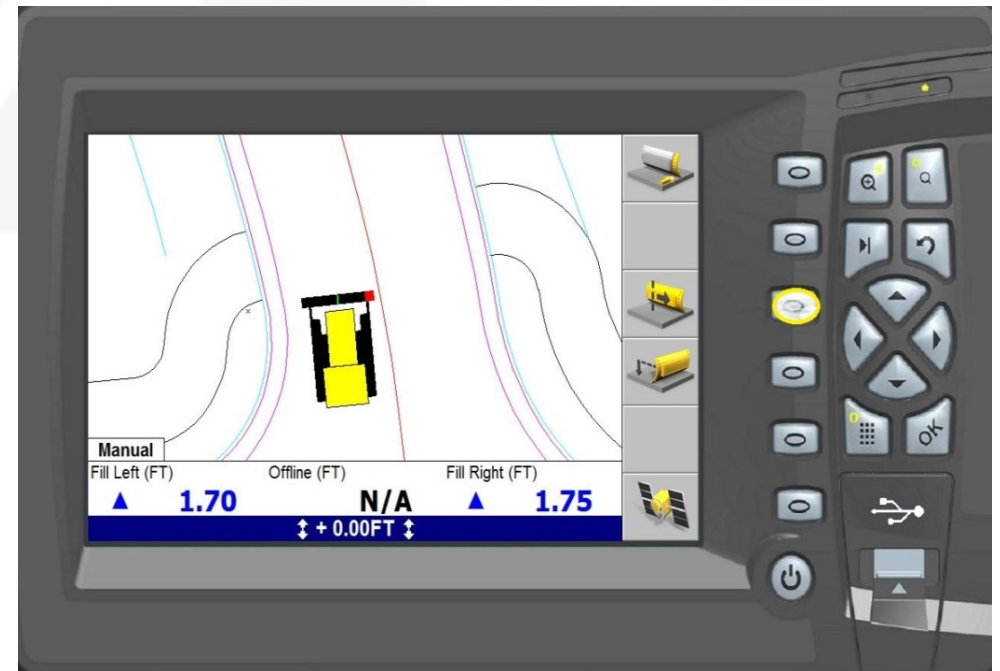 Manual
Fill Left (FT) Offline (FT) Fill Right (FT)
1.70 N/A 1.75
+ 0.00FT
OK